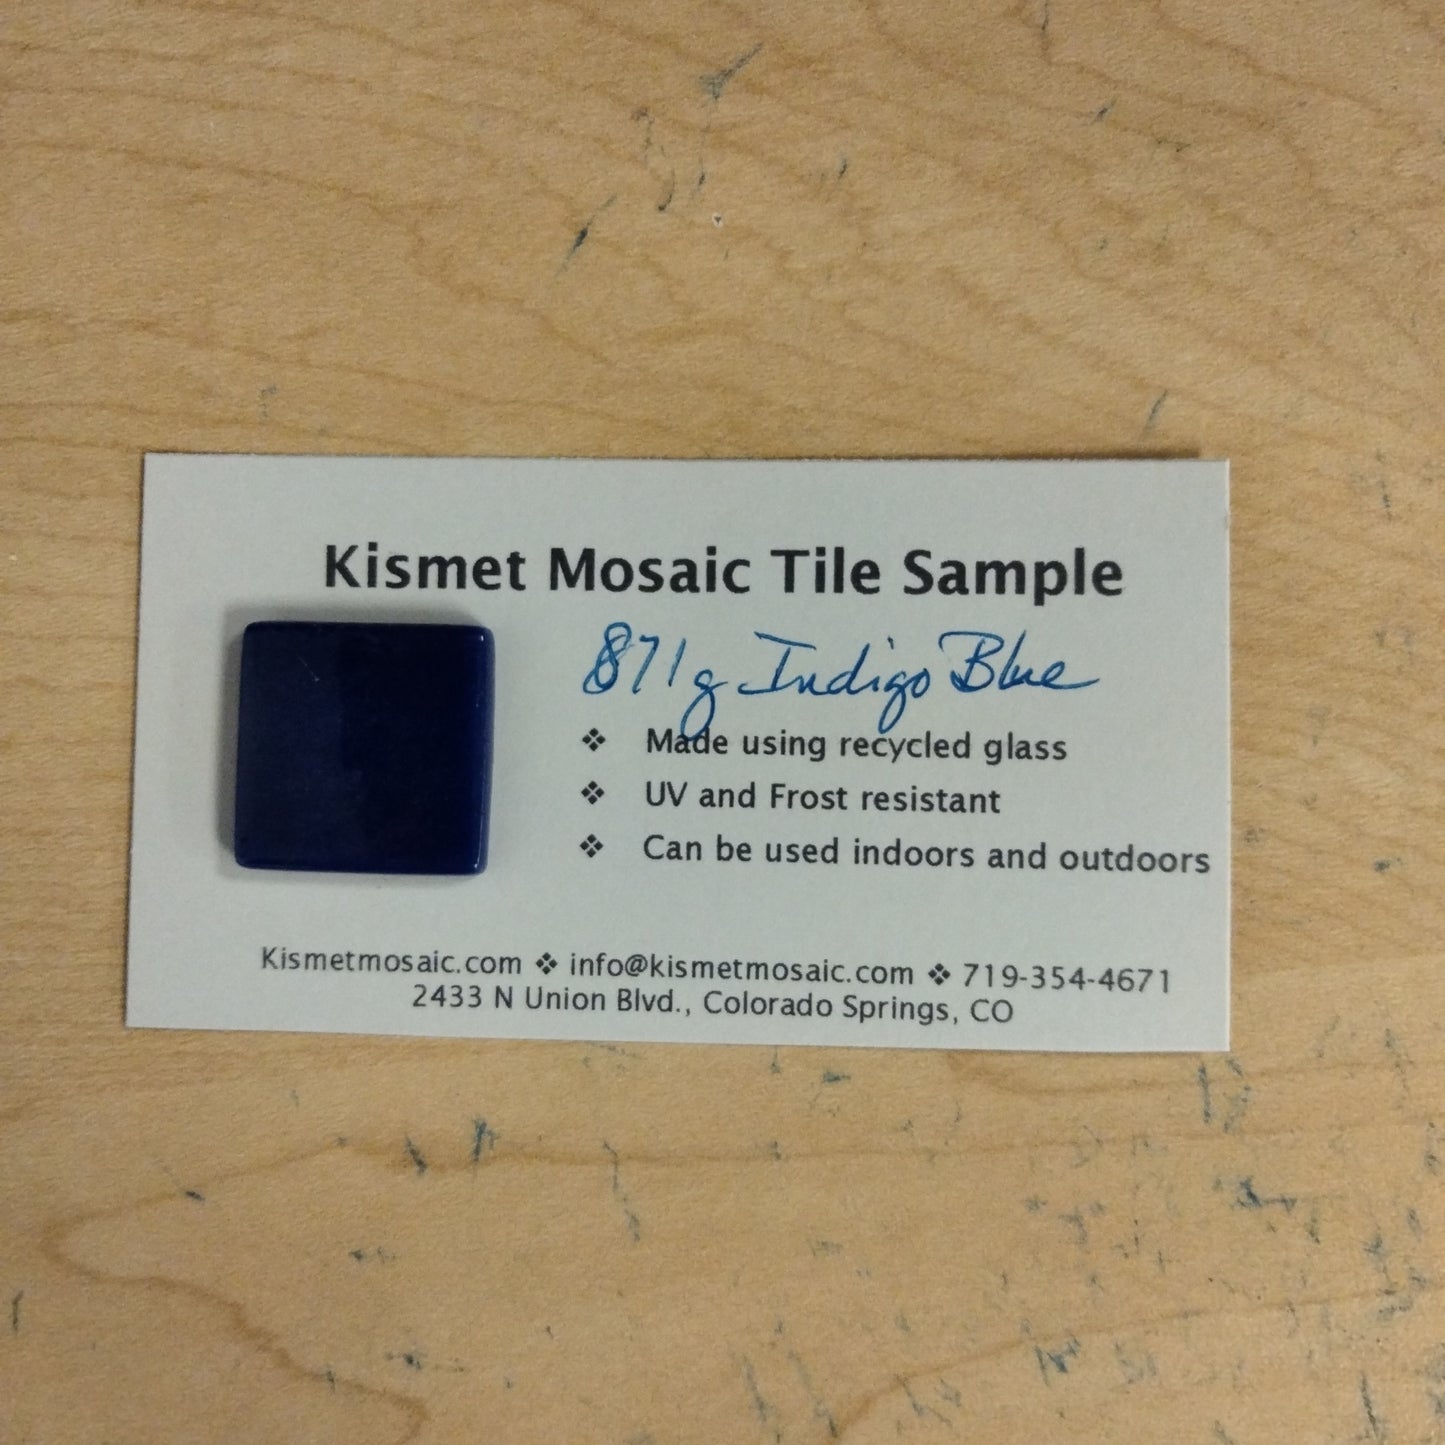 Kismet Mosaic Tile Sample
871g Indigo Blue
❖ Made using recycled glass
❖ UV and Frost resistant
❖ Can be used indoors and outdoors
Kismetmosaic.com ❖ info@kismetmosaic.com ❖ 719-354-4671
2433 N Union Blvd., Colorado Springs, CO